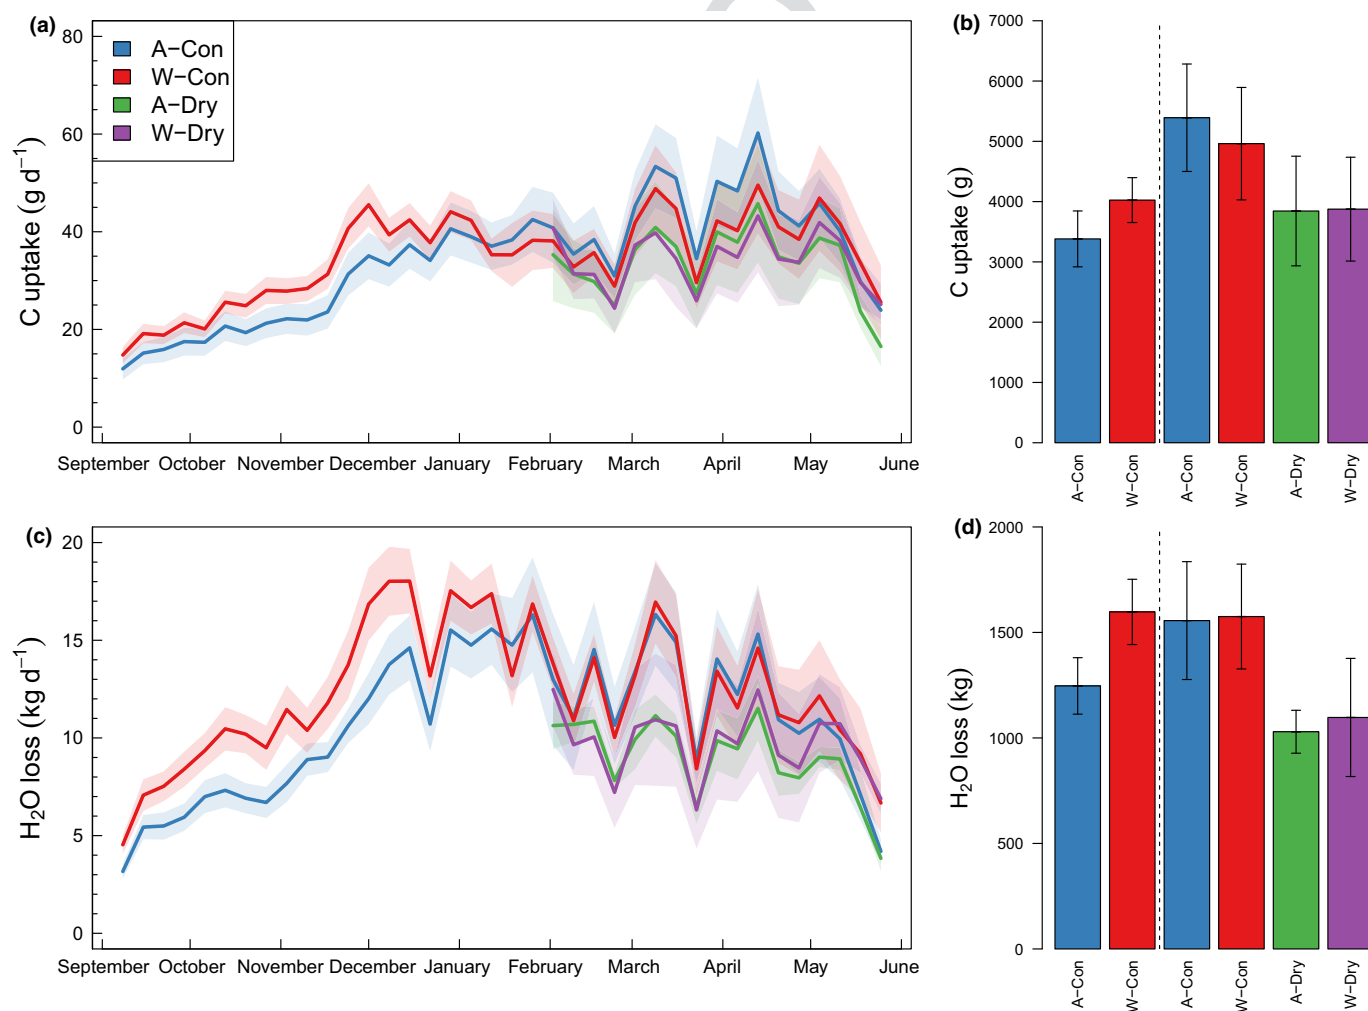 (a)
A−Con
W−Con
A−Dry
W−Dry
C uptake (g d⁻¹)
80
60
40
20
0
September October November December January February March April May June
(b)
C uptake (g)
7000
6000
5000
4000
3000
2000
1000
0
A−Con W−Con A−Con W−Con A−Dry W−Dry
(c)
H₂O loss (kg d⁻¹)
20
15
10
5
0
September October November December January February March April May June
(d)
H₂O loss (kg)
2000
1500
1000
500
0
A−Con W−Con A−Con W−Con A−Dry W−Dry